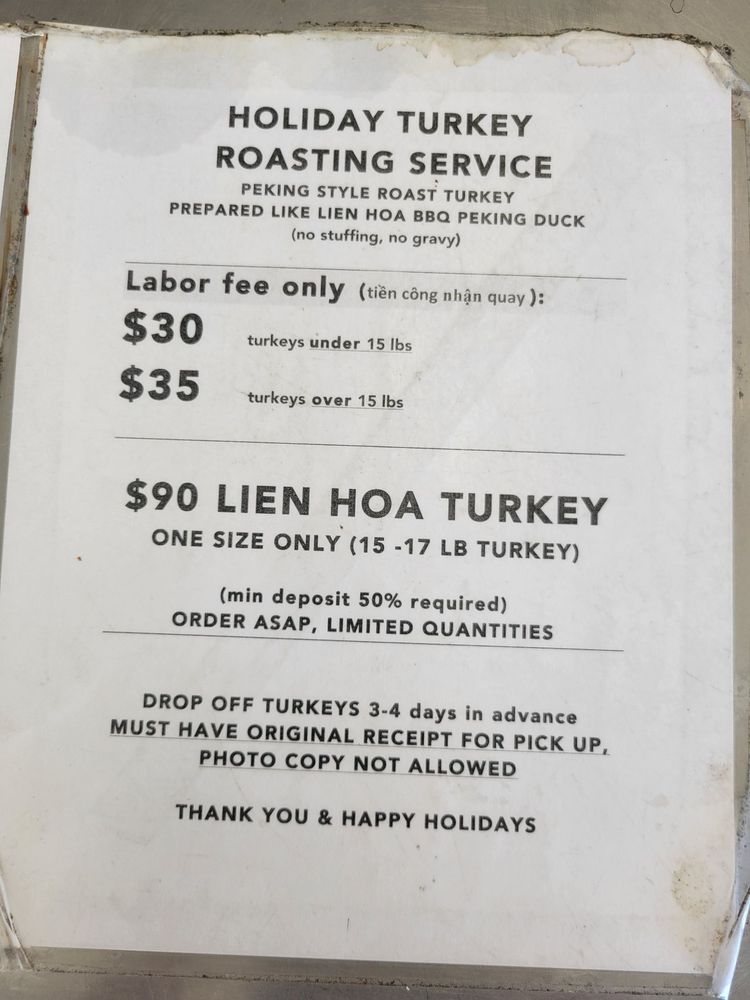 HOLIDAY TURKEY
ROASTING SERVICE
PEKING STYLE ROAST TURKEY
PREPARED LIKE LIEN HOA BBQ PEKING DUCK
(no stuffing, no gravy)
Labor fee only (tiền công nhận quay):
$30 turkeys under 15 lbs
$35 turkeys over 15 lbs
$90 LIEN HOA TURKEY
ONE SIZE ONLY (15 -17 LB TURKEY)
(min deposit 50% required)
ORDER ASAP, LIMITED QUANTITIES
DROP OFF TURKEYS 3-4 days in advance
MUST HAVE ORIGINAL RECEIPT FOR PICK UP,
PHOTO COPY NOT ALLOWED
THANK YOU & HAPPY HOLIDAYS